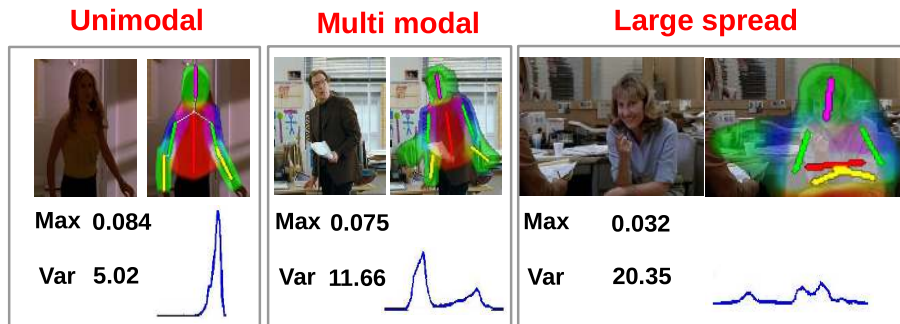 Unimodal
Multi modal
Large spread
Max 0.084
Var 5.02
Max 0.075
Var 11.66
Max 0.032
Var 20.35